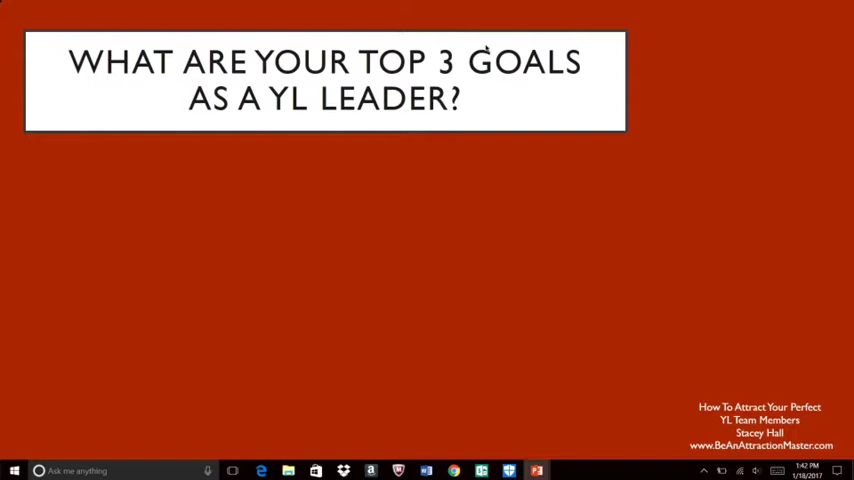 WHAT ARE YOUR TOP 3 GOALS
AS A YL LEADER?
How To Attract Your Perfect
YL Team Members
Stacey Hall
www.BeAnAttractionMaster.com
Ask me anything
1:42 PM
1/18/2017